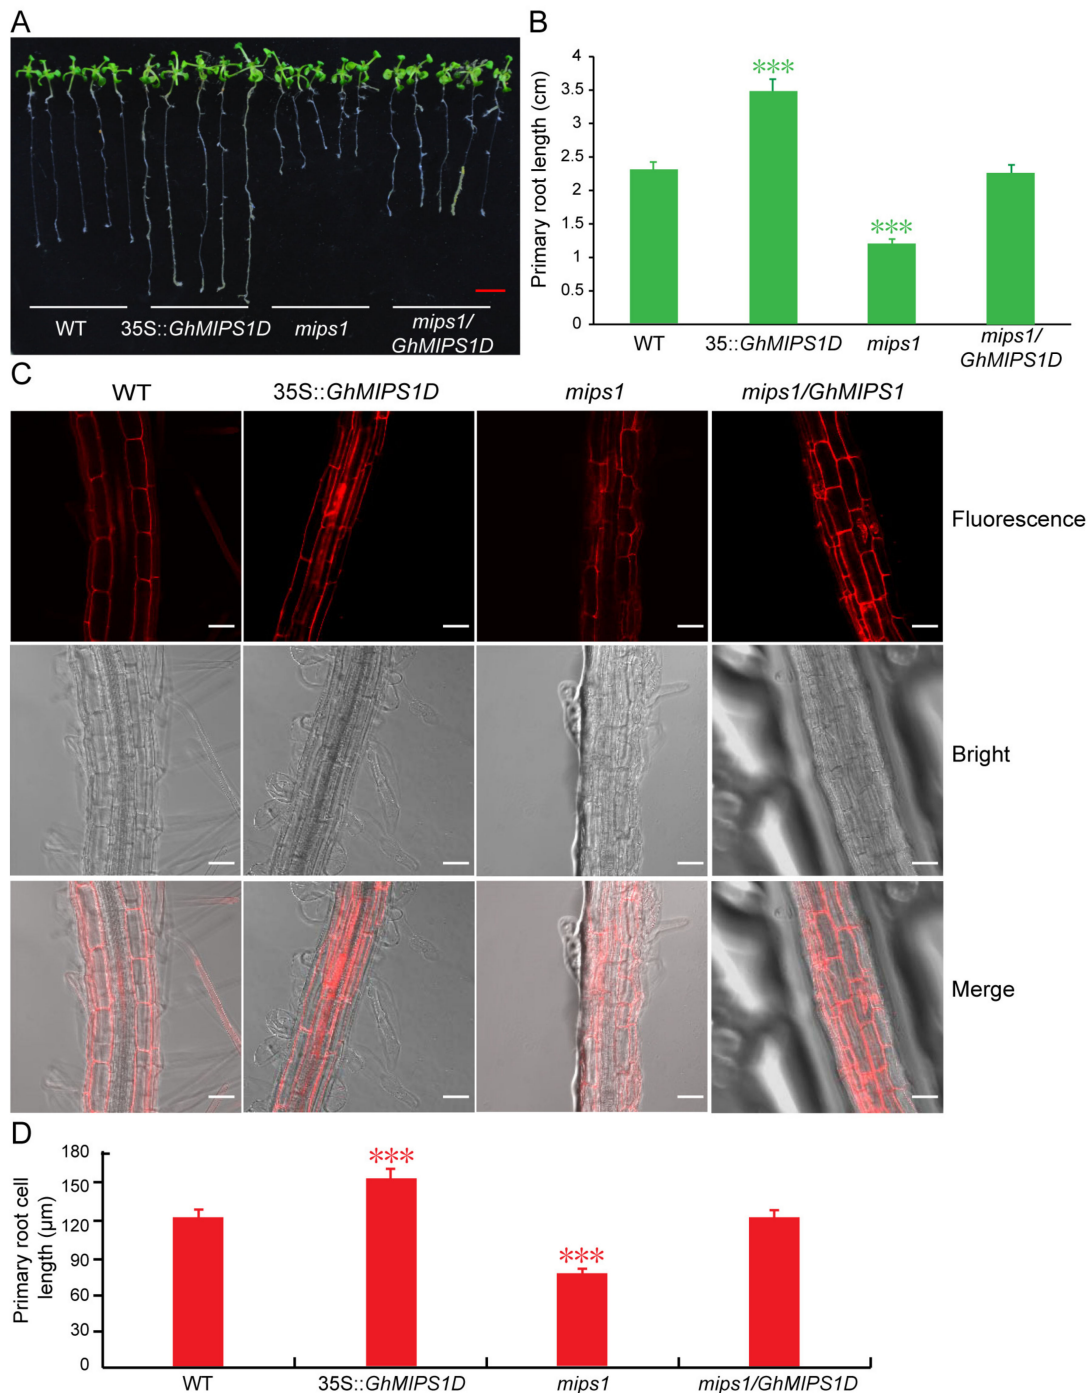 A
WT
35S::GhMIPS1D
mips1
mips1/
GhMIPS1D
B
Primary root length (cm)
4
3.5
3
2.5
2
1.5
1
0.5
0
***
***
WT
35::GhMIPS1D
mips1
mips1/
GhMIPS1D
C
WT
35S::GhMIPS1D
mips1
mips1/GhMIPS1
Fluorescence
Bright
Merge
D
Primary root cell
length (μm)
180
150
120
90
60
30
0
***
***
WT
35S::GhMIPS1D
mips1
mips1/GhMIPS1D